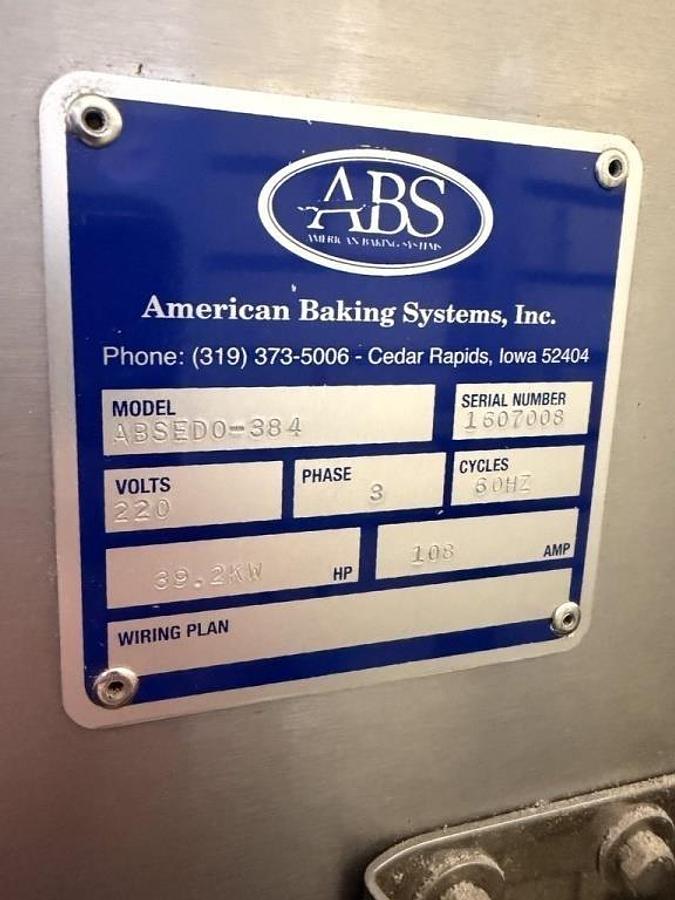 ABS
AMERICAN BAKING SYSTEMS
American Baking Systems, Inc.
Phone: (319) 373-5006 - Cedar Rapids, Iowa 52404
MODEL
ABSEDO-384
SERIAL NUMBER
1607008
VOLTS
220
PHASE
3
CYCLES
60HZ
39.2KW HP
108 AMP
WIRING PLAN